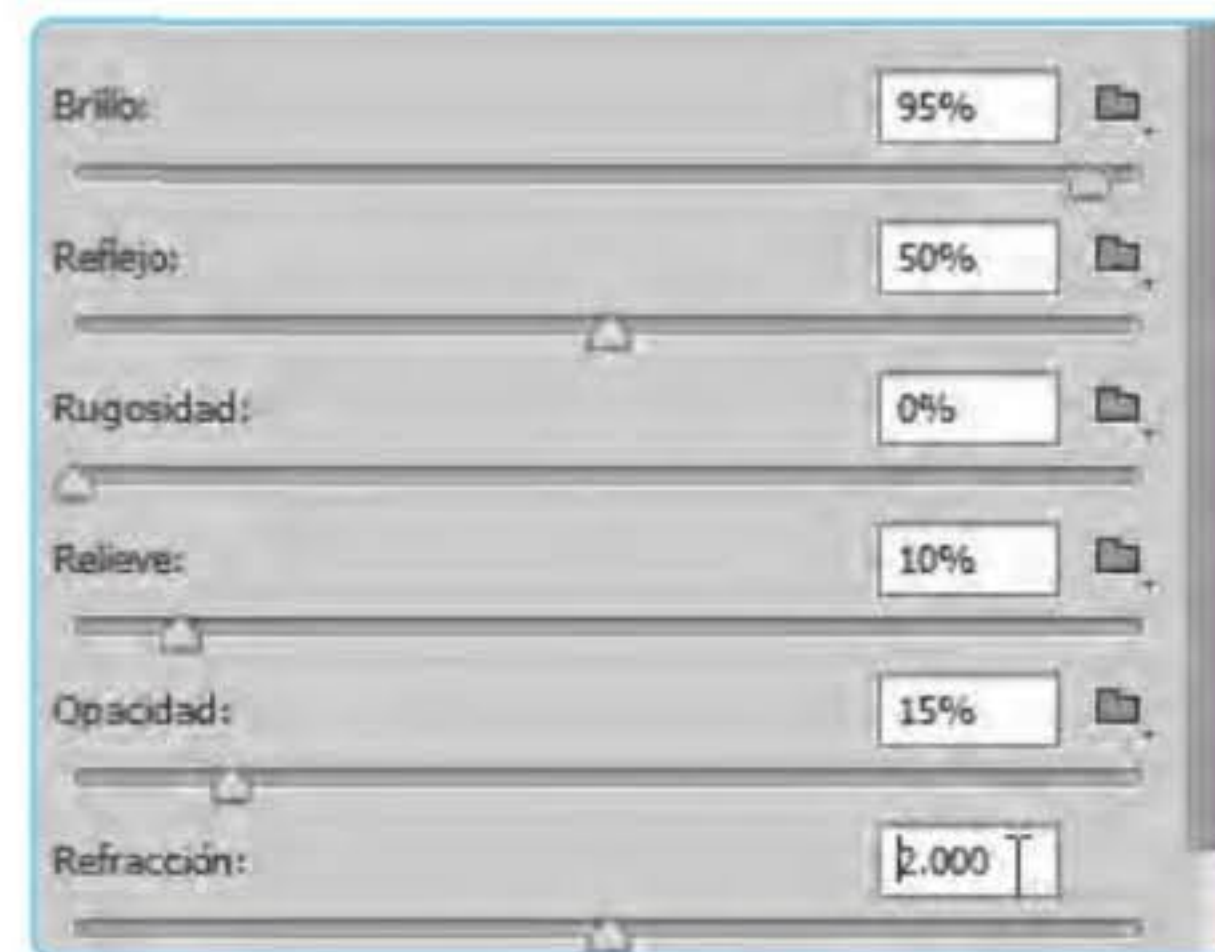 Brillo: 95%
Reflejo: 50%
Rugosidad: 0%
Relieve: 10%
Opacidad: 15%
Refracción: 2.000